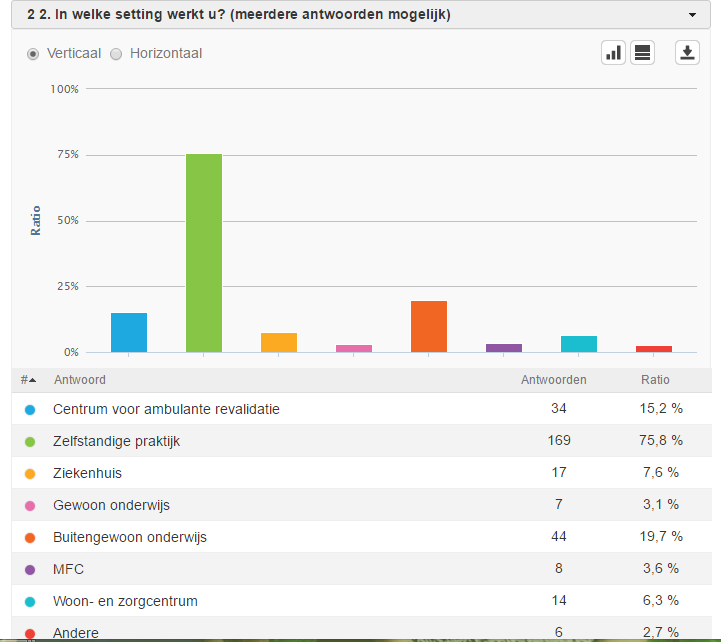 2 2. In welke setting werkt u? (meerdere antwoorden mogelijk)
Verticaal Horizontaal
100%
75%
50%
25%
0%
Ratio
# Antwoord Antwoorden Ratio
Centrum voor ambulante revalidatie 34 15,2 %
Zelfstandige praktijk 169 75,8 %
Ziekenhuis 17 7,6 %
Gewoon onderwijs 7 3,1 %
Buitengewoon onderwijs 44 19,7 %
MFC 8 3,6 %
Woon- en zorgcentrum 14 6,3 %
Andere 6 2,7 %